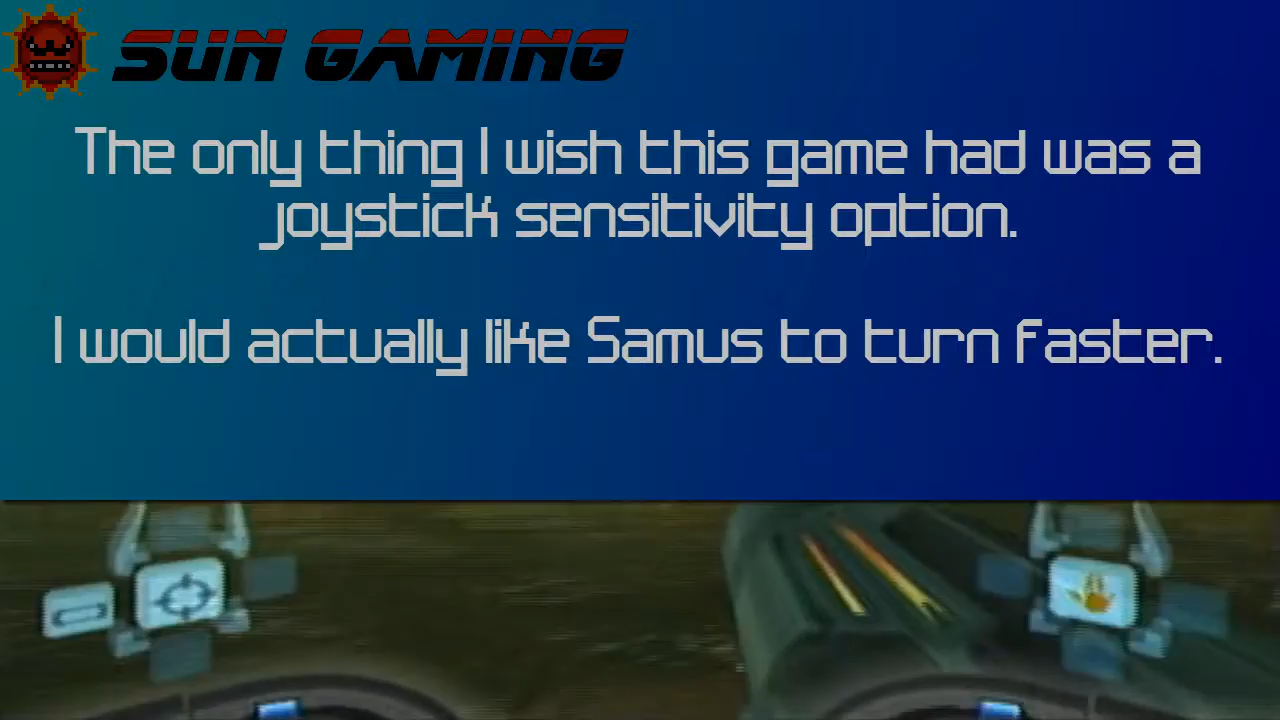 SUN GAMING
The only thing I wish this game had was a
joystick sensitivity option.
I would actually like Samus to turn faster.